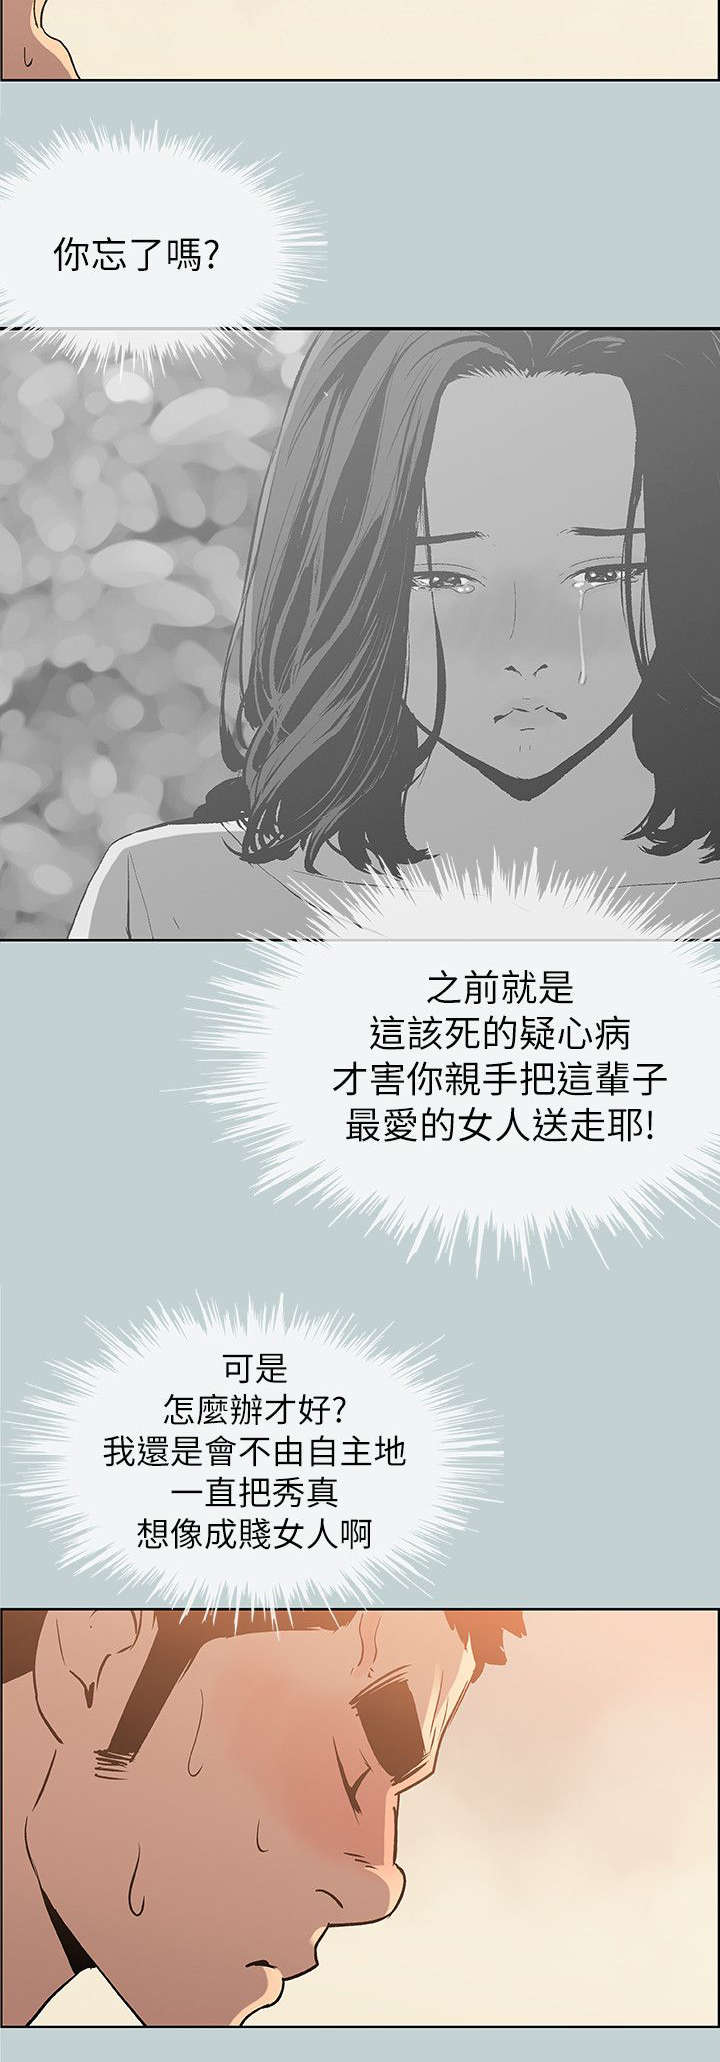 你忘了嗎?
之前就是
這該死的疑心病
才害你親手把這輩子
最愛的女人送走耶!
可是
怎麼辦才好?
我還是會不由自主地
一直把秀真
想像成賤女人啊